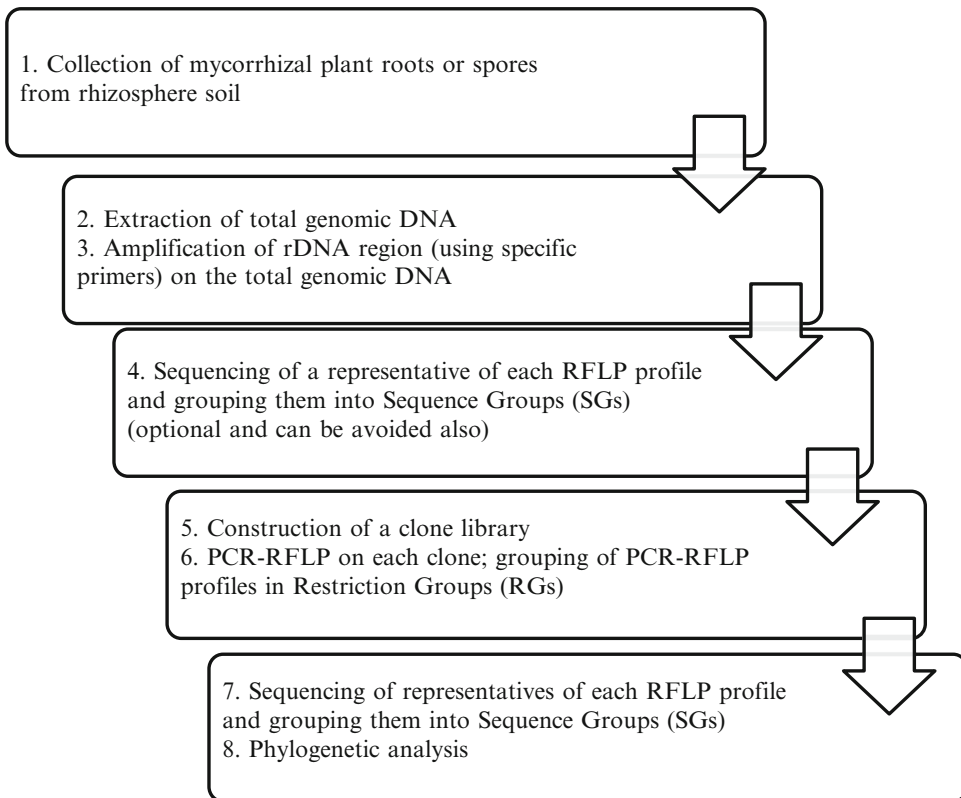 1. Collection of mycorrhizal plant roots or spores
from rhizosphere soil
2. Extraction of total genomic DNA
3. Amplification of rDNA region (using specific
primers) on the total genomic DNA
4. Sequencing of a representative of each RFLP profile
and grouping them into Sequence Groups (SGs)
(optional and can be avoided also)
5. Construction of a clone library
6. PCR-RFLP on each clone; grouping of PCR-RFLP
profiles in Restriction Groups (RGs)
7. Sequencing of representatives of each RFLP profile
and grouping them into Sequence Groups (SGs)
8. Phylogenetic analysis